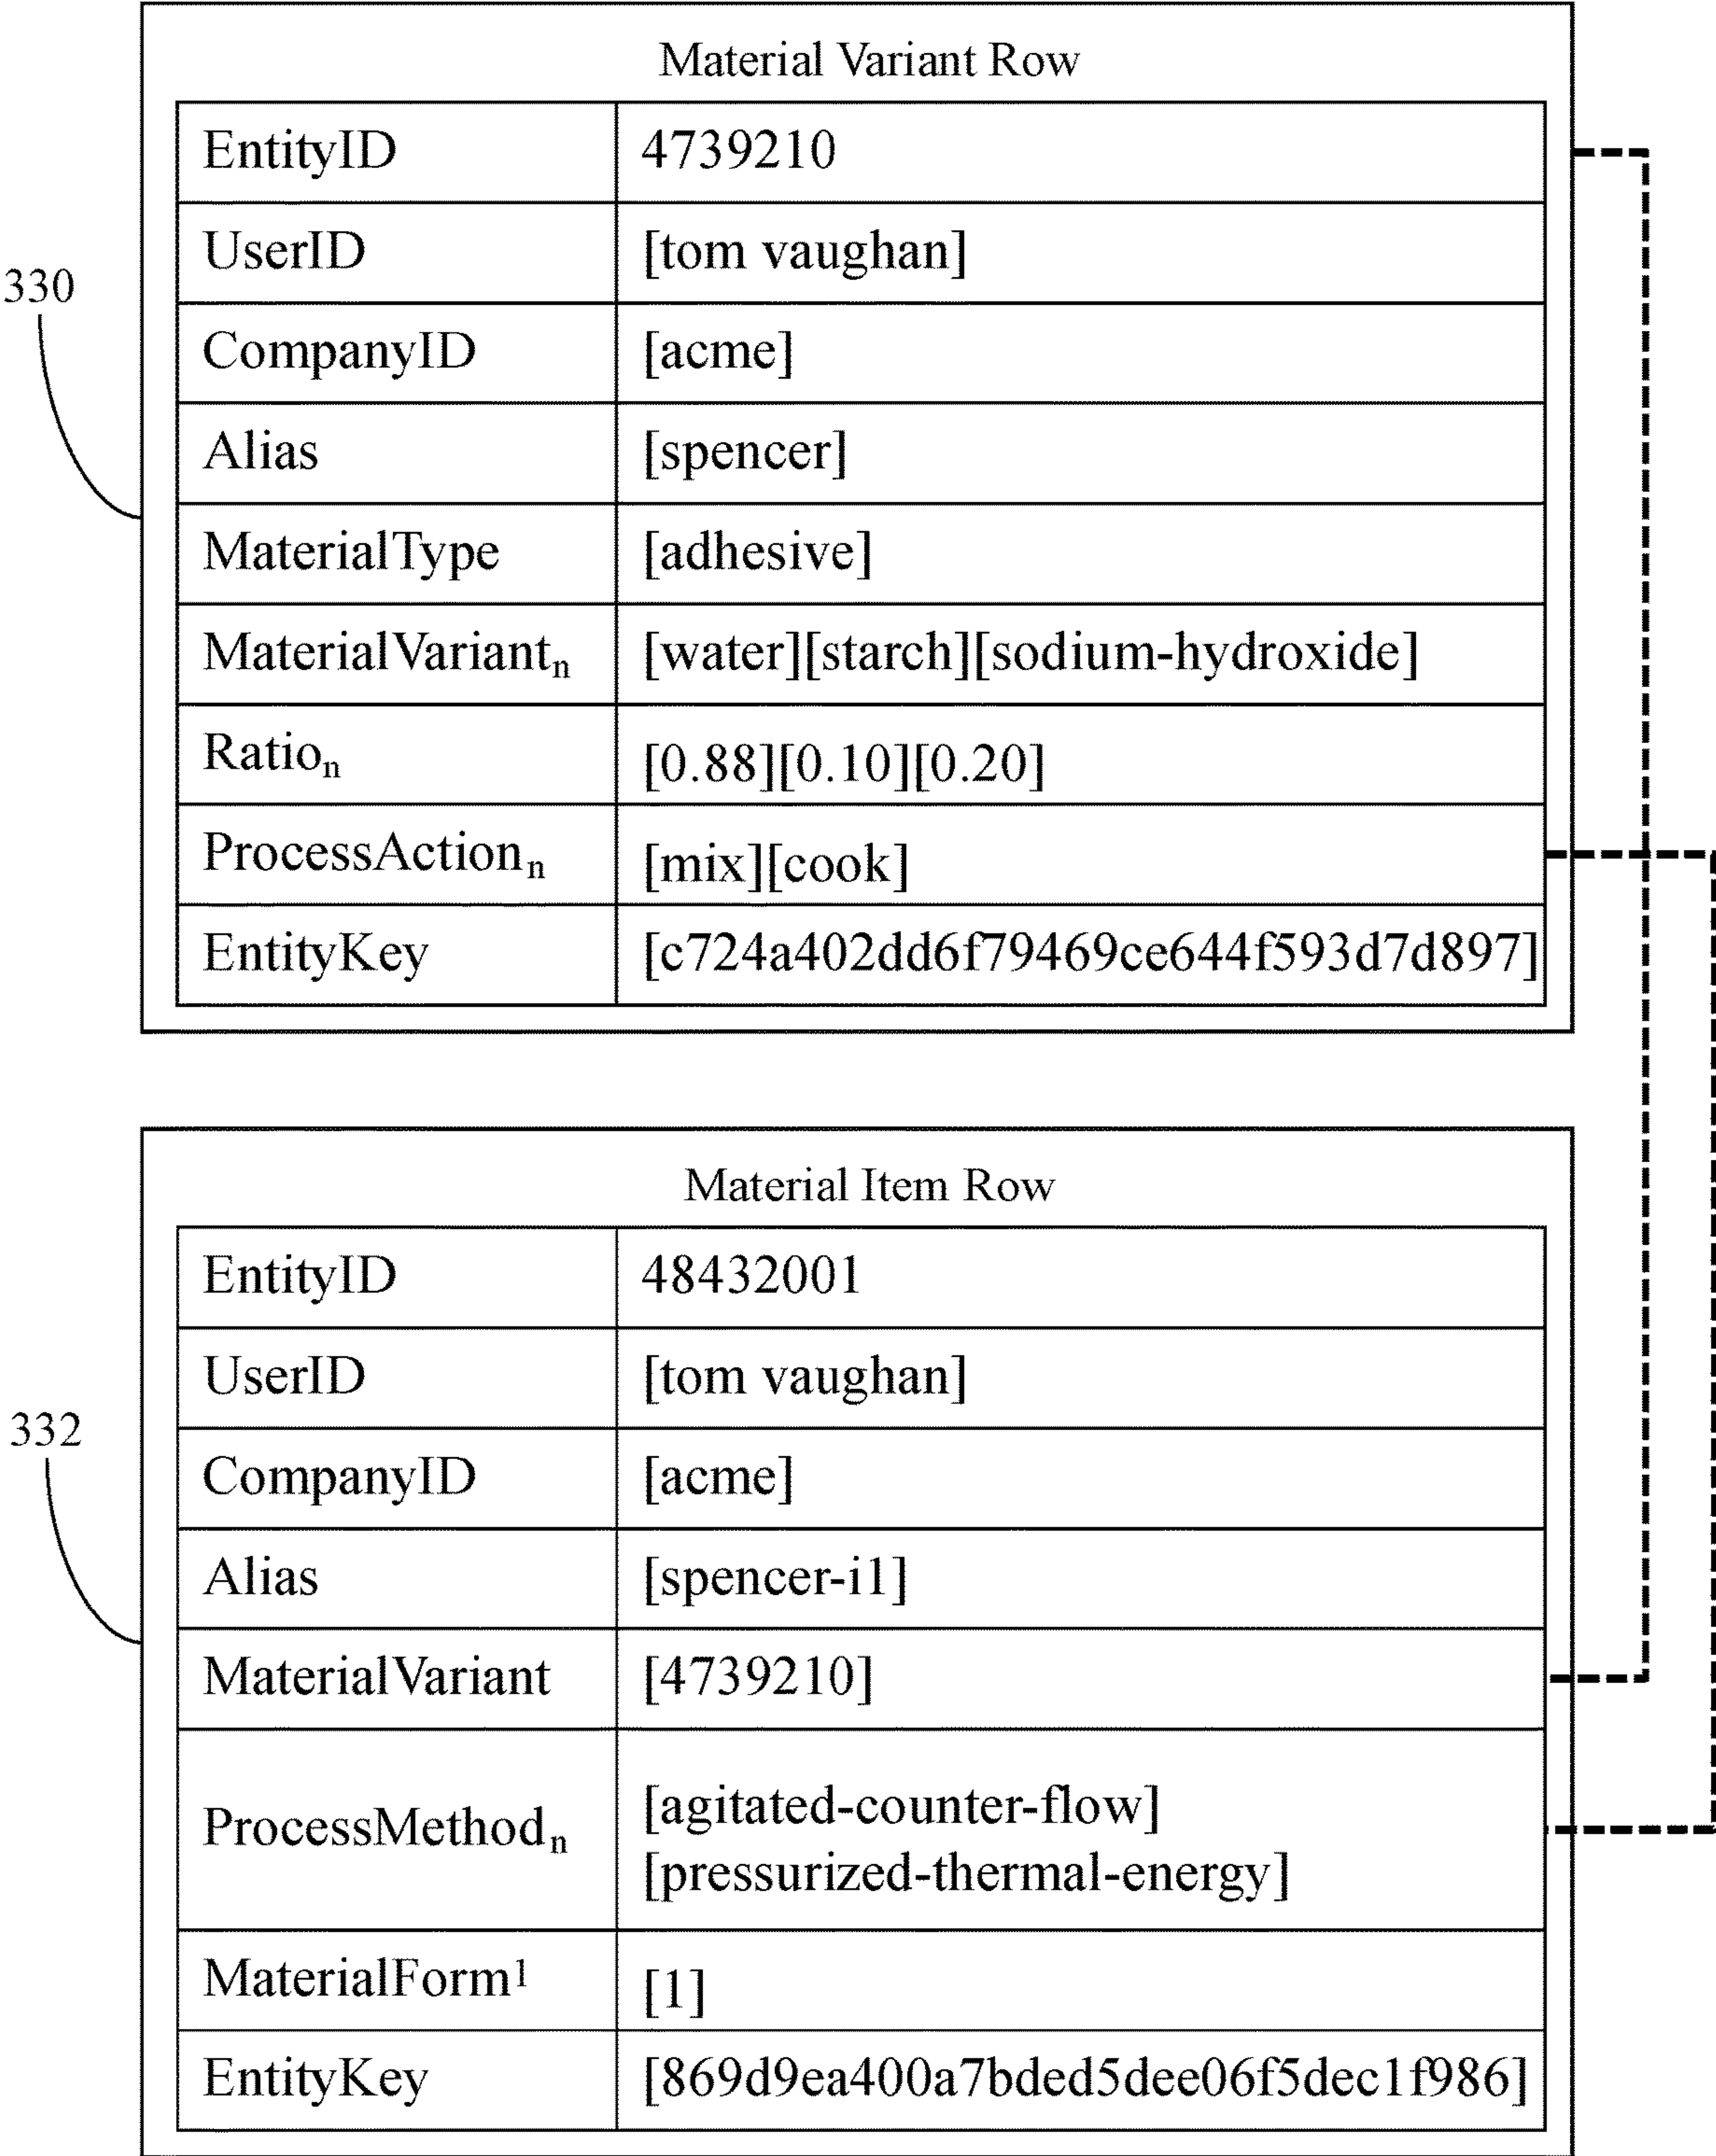 Material Variant Row
EntityID 4739210
UserID [tom vaughan]
330
CompanyID [acme]
Alias [spencer]
MaterialType [adhesive]
MaterialVariantₙ [water][starch][sodium-hydroxide]
Ratioₙ [0.88][0.10][0.20]
ProcessActionₙ [mix][cook]
EntityKey [c724a402dd6f79469ce644f593d7d897]
Material Item Row
EntityID 48432001
UserID [tom vaughan]
332
CompanyID [acme]
Alias [spencer-i1]
MaterialVariant [4739210]
ProcessMethodₙ [agitated-counter-flow]
[pressurized-thermal-energy]
MaterialForm¹ [1]
EntityKey [869d9ea400a7bded5dee06f5dec1f986]